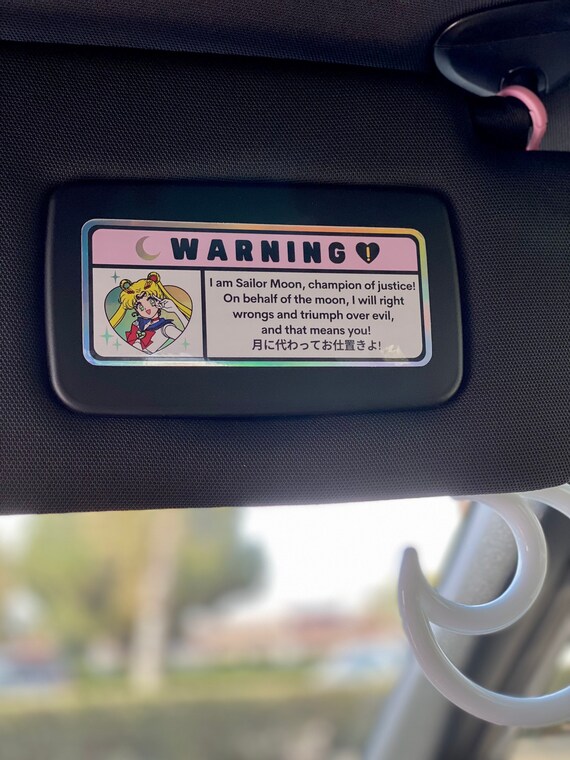 WARNING
I am Sailor Moon, champion of justice!
On behalf of the moon, I will right
wrongs and triumph over evil,
and that means you!
月に代わってお仕置きよ!